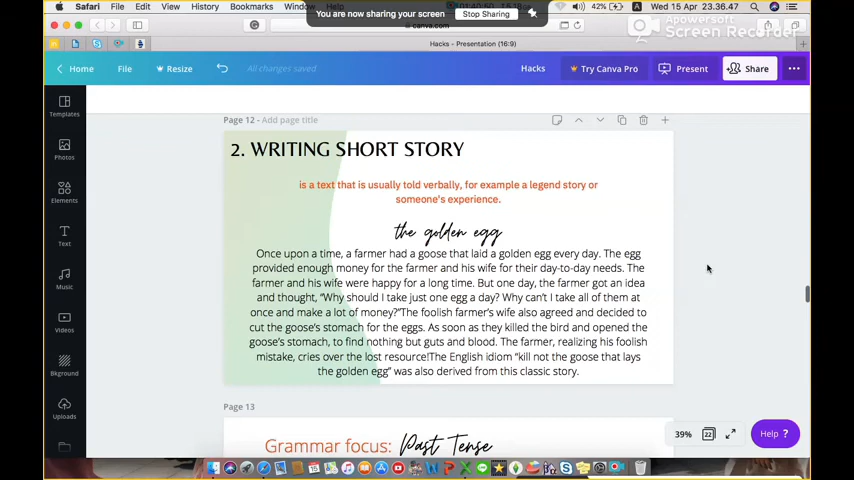 Safari File Edit View History Bookmarks Window
You are now sharing your screen Stop Sharing
42% Wed 15 Apr 23.36.47
Apowersoft
Screen Recorder
canva.com
Hacks - Presentation (16:9)
Home File Resize All changes saved Hacks Try Canva Pro Present Share
Templates
Photos
Elements
Text
Music
Videos
Bkground
Uploads
Page 12 - Add page title
2. WRITING SHORT STORY
is a text that is usually told verbally, for example a legend story or
someone's experience.
the golden egg
Once upon a time, a farmer had a goose that laid a golden egg every day. The egg
provided enough money for the farmer and his wife for their day-to-day needs. The
farmer and his wife were happy for a long time. But one day, the farmer got an idea
and thought, "Why should I take just one egg a day? Why can't I take all of them at
once and make a lot of money?"The foolish farmer's wife also agreed and decided to
cut the goose's stomach for the eggs. As soon as they killed the bird and opened the
goose's stomach, to find nothing but guts and blood. The farmer, realizing his foolish
mistake, cries over the lost resource!The English idiom "kill not the goose that lays
the golden egg" was also derived from this classic story.
Page 13
Grammar focus: Past Tense
39% 22 Help ?